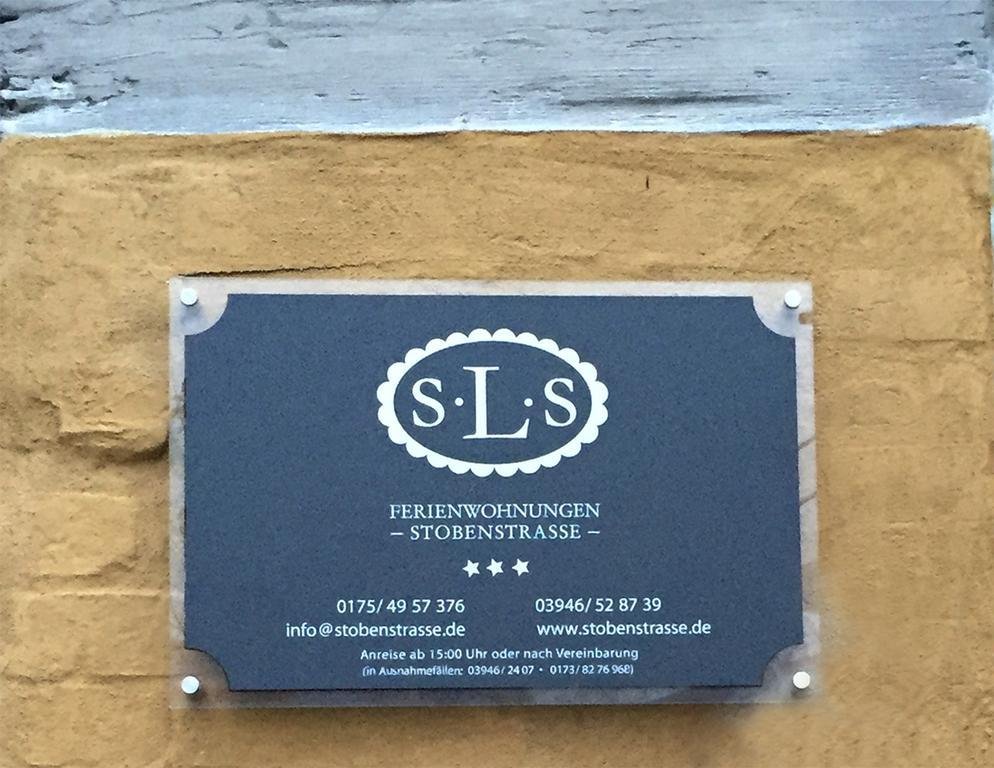 S·L·S
FERIENWOHNUNGEN
– STOBENSTRASSE –
0175/ 49 57 376 03946/ 52 87 39
info@stobenstrasse.de www.stobenstrasse.de
Anreise ab 15:00 Uhr oder nach Vereinbarung
(in Ausnahmefällen: 03946/ 24 07 • 0173/ 82 76 968)